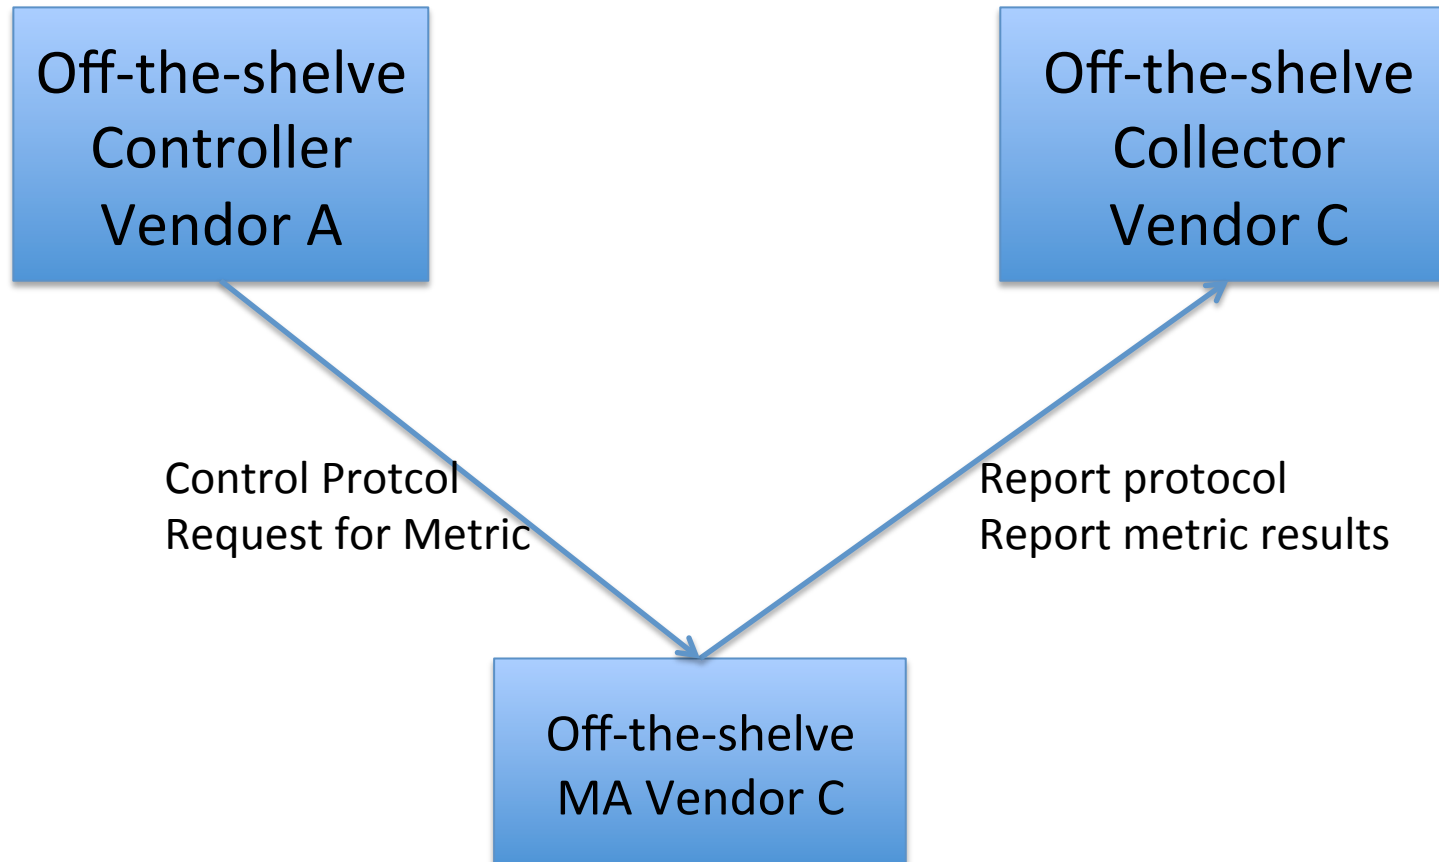 Off-the-shelve
Controller
Vendor A
Off-the-shelve
Collector
Vendor C
Control Protcol
Request for Metric
Report protocol
Report metric results
Off-the-shelve
MA Vendor C